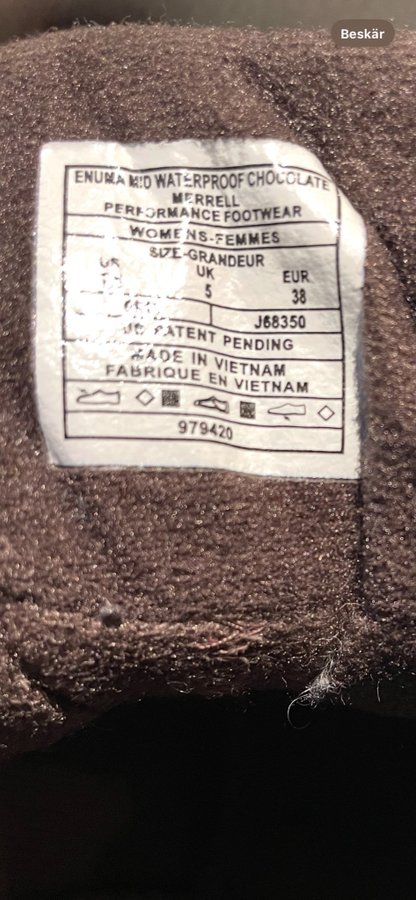 Beskär
ENUMA MID WATERPROOF CHOCOLATE
MERRELL
PERFORMANCE FOOTWEAR
WOMENS-FEMMES
SIZE-GRANDEUR
US UK EUR
5 38
J68350
PATENT PENDING
MADE IN VIETNAM
FABRIQUE EN VIETNAM
979420